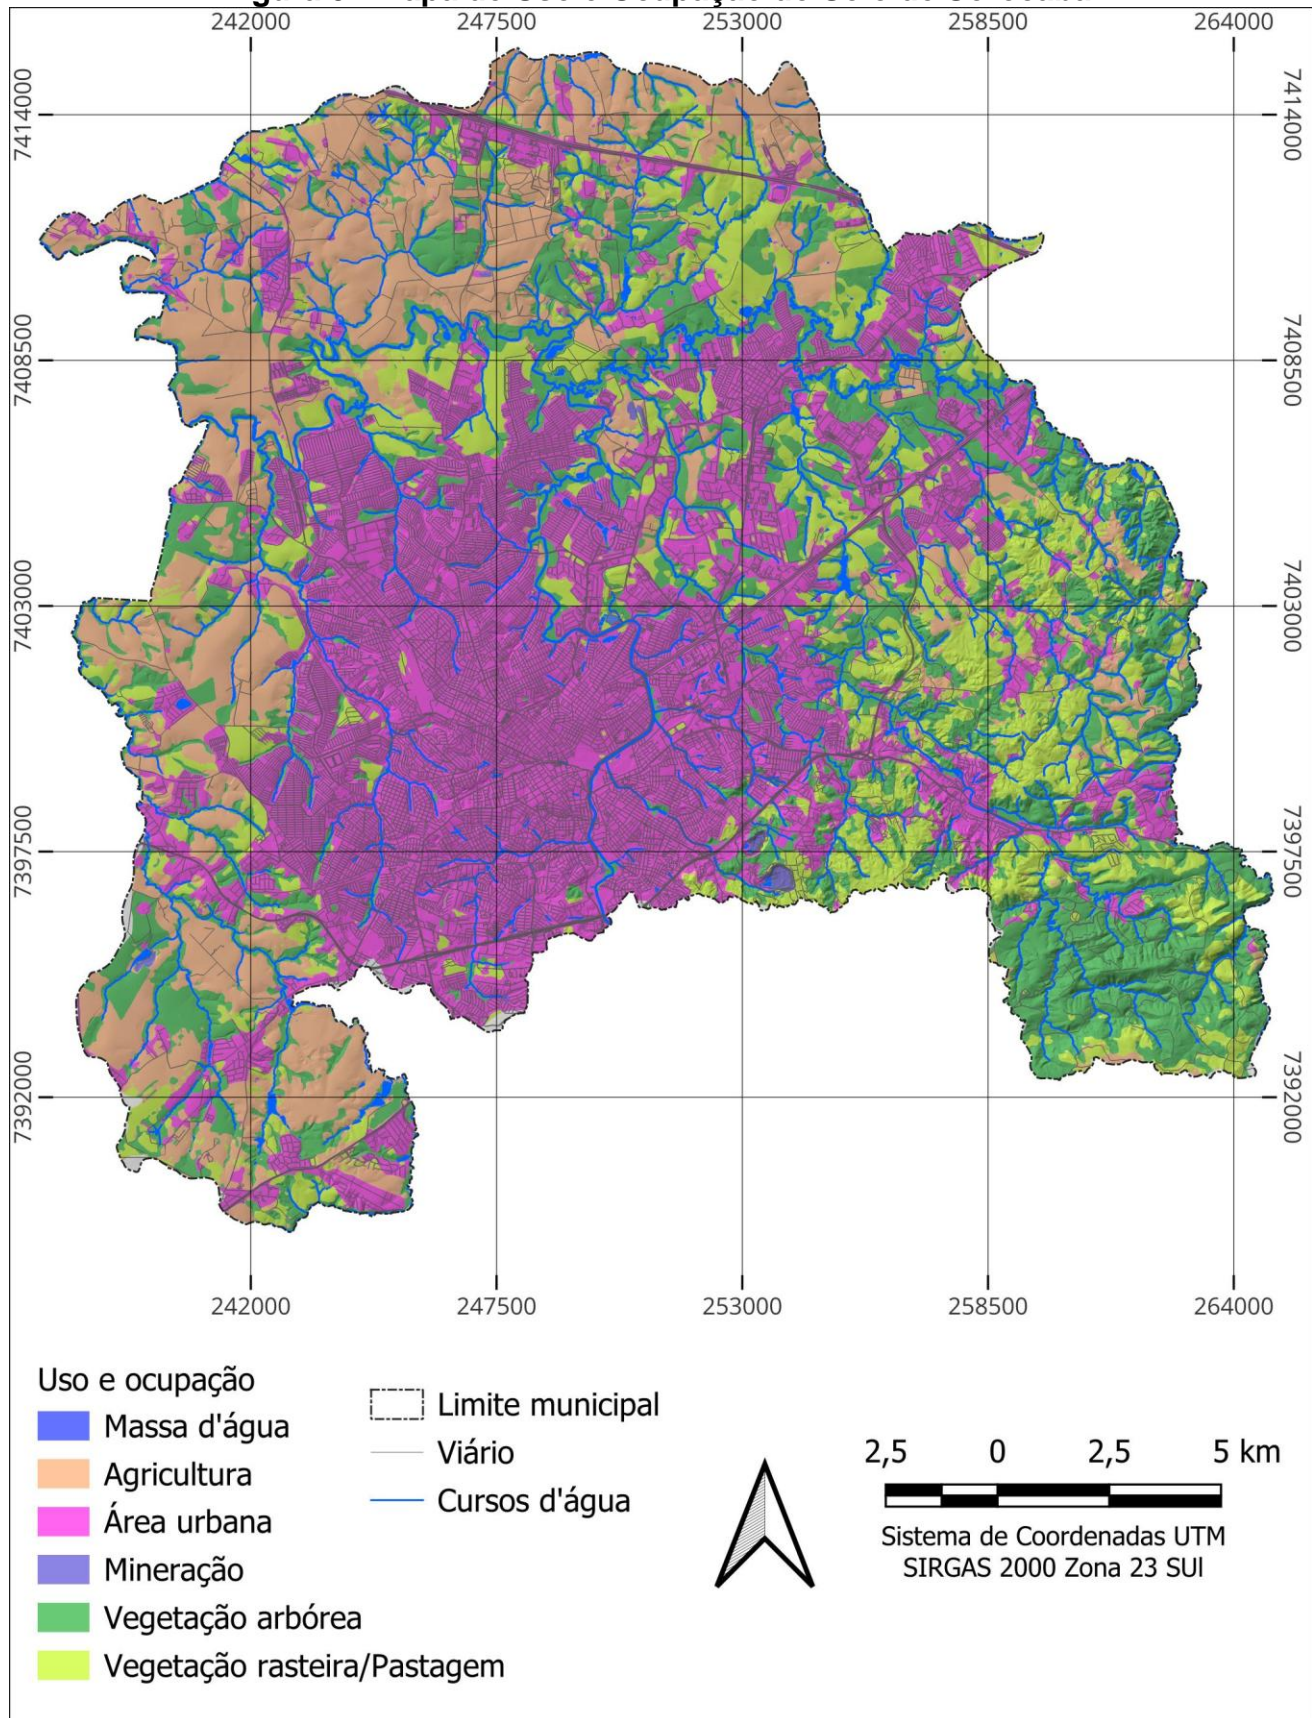 242000 247500 253000 258500 264000
7414000 7414000
7408500 7408500
7403000 7403000
7397500 7397500
7392000 7392000
242000 247500 253000 258500 264000
Uso e ocupação
Massa d'água
Agricultura
Área urbana
Mineração
Vegetação arbórea
Vegetação rasteira/Pastagem
Limite municipal
Viário
Cursos d'água
2,5 0 2,5 5 km
Sistema de Coordenadas UTM
SIRGAS 2000 Zona 23 SUl